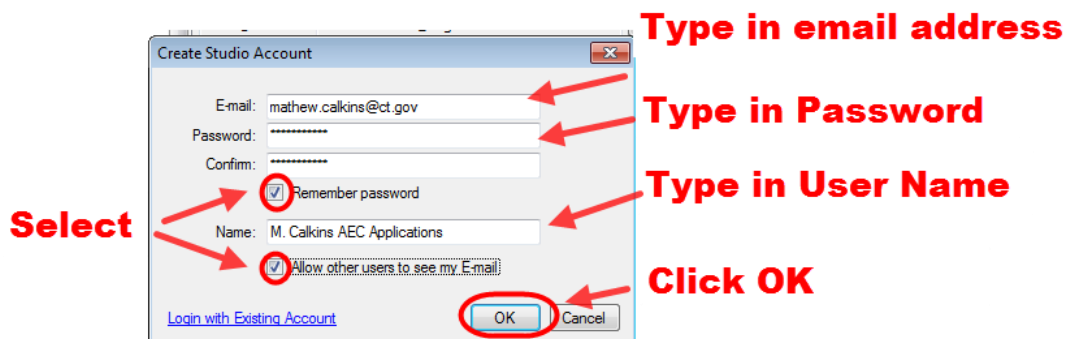 Type in email address
Create Studio Account
E-mail: mathew.calkins@ct.gov
Type in Password
Password: ***********
Confirm: ***********
Remember password
Type in User Name
Select
Name: M. Calkins AEC Applications
Allow other users to see my E-mail
Click OK
Login with Existing Account
OK
Cancel